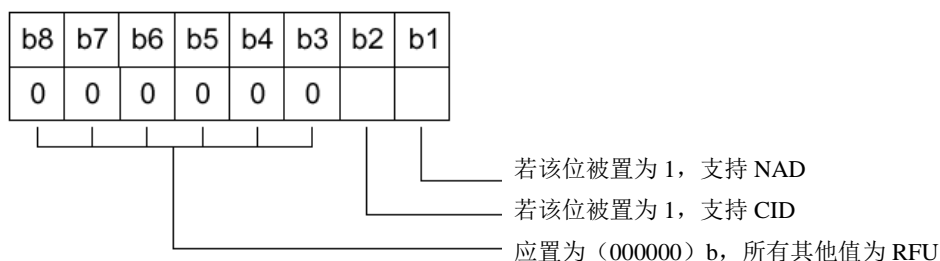 b8 b7 b6 b5 b4 b3 b2 b1
0 0 0 0 0 0
若该位被置为 1，支持 NAD
若该位被置为 1，支持 CID
应置为（000000）b，所有其他值为 RFU